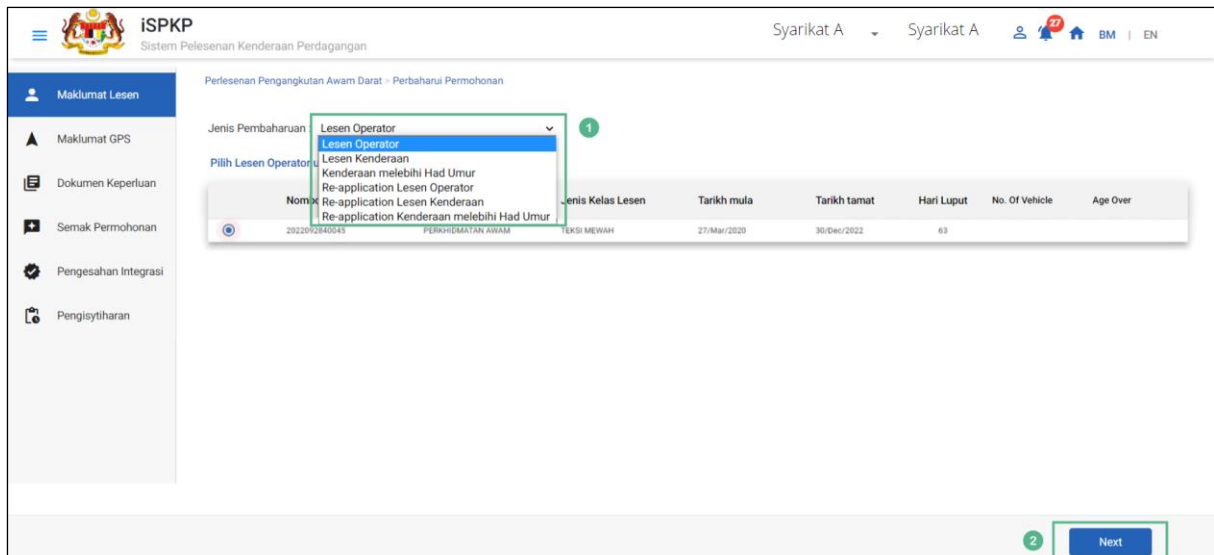 iSPKP
Sistem Pelesenan Kenderaan Perdagangan
Syarikat A
Syarikat A
27
BM | EN
Maklumat Lesen
Maklumat GPS
Dokumen Keperluan
Semak Permohonan
Pengesahan Integrasi
Pengisytiharan
Perlesenan Pengangkutan Awam Darat > Perbaharui Permohonan
Jenis Pembaharuan : Lesen Operator
1
Lesen Operator
Lesen Kenderaan
Kenderaan melebihi Had Umur
Re-application Lesen Operator
Re-application Lesen Kenderaan
Re-application Kenderaan melebihi Had Umur
Pilih Lesen Operator
Jenis Kelas Lesen Tarikh mula Tarikh tamat Hari Luput No. Of Vehicle Age Over
2022092840045 PERKHIDMATAN AWAM TEKSI MEWAH 27/Mar/2020 30/Dec/2022 63
2
Next